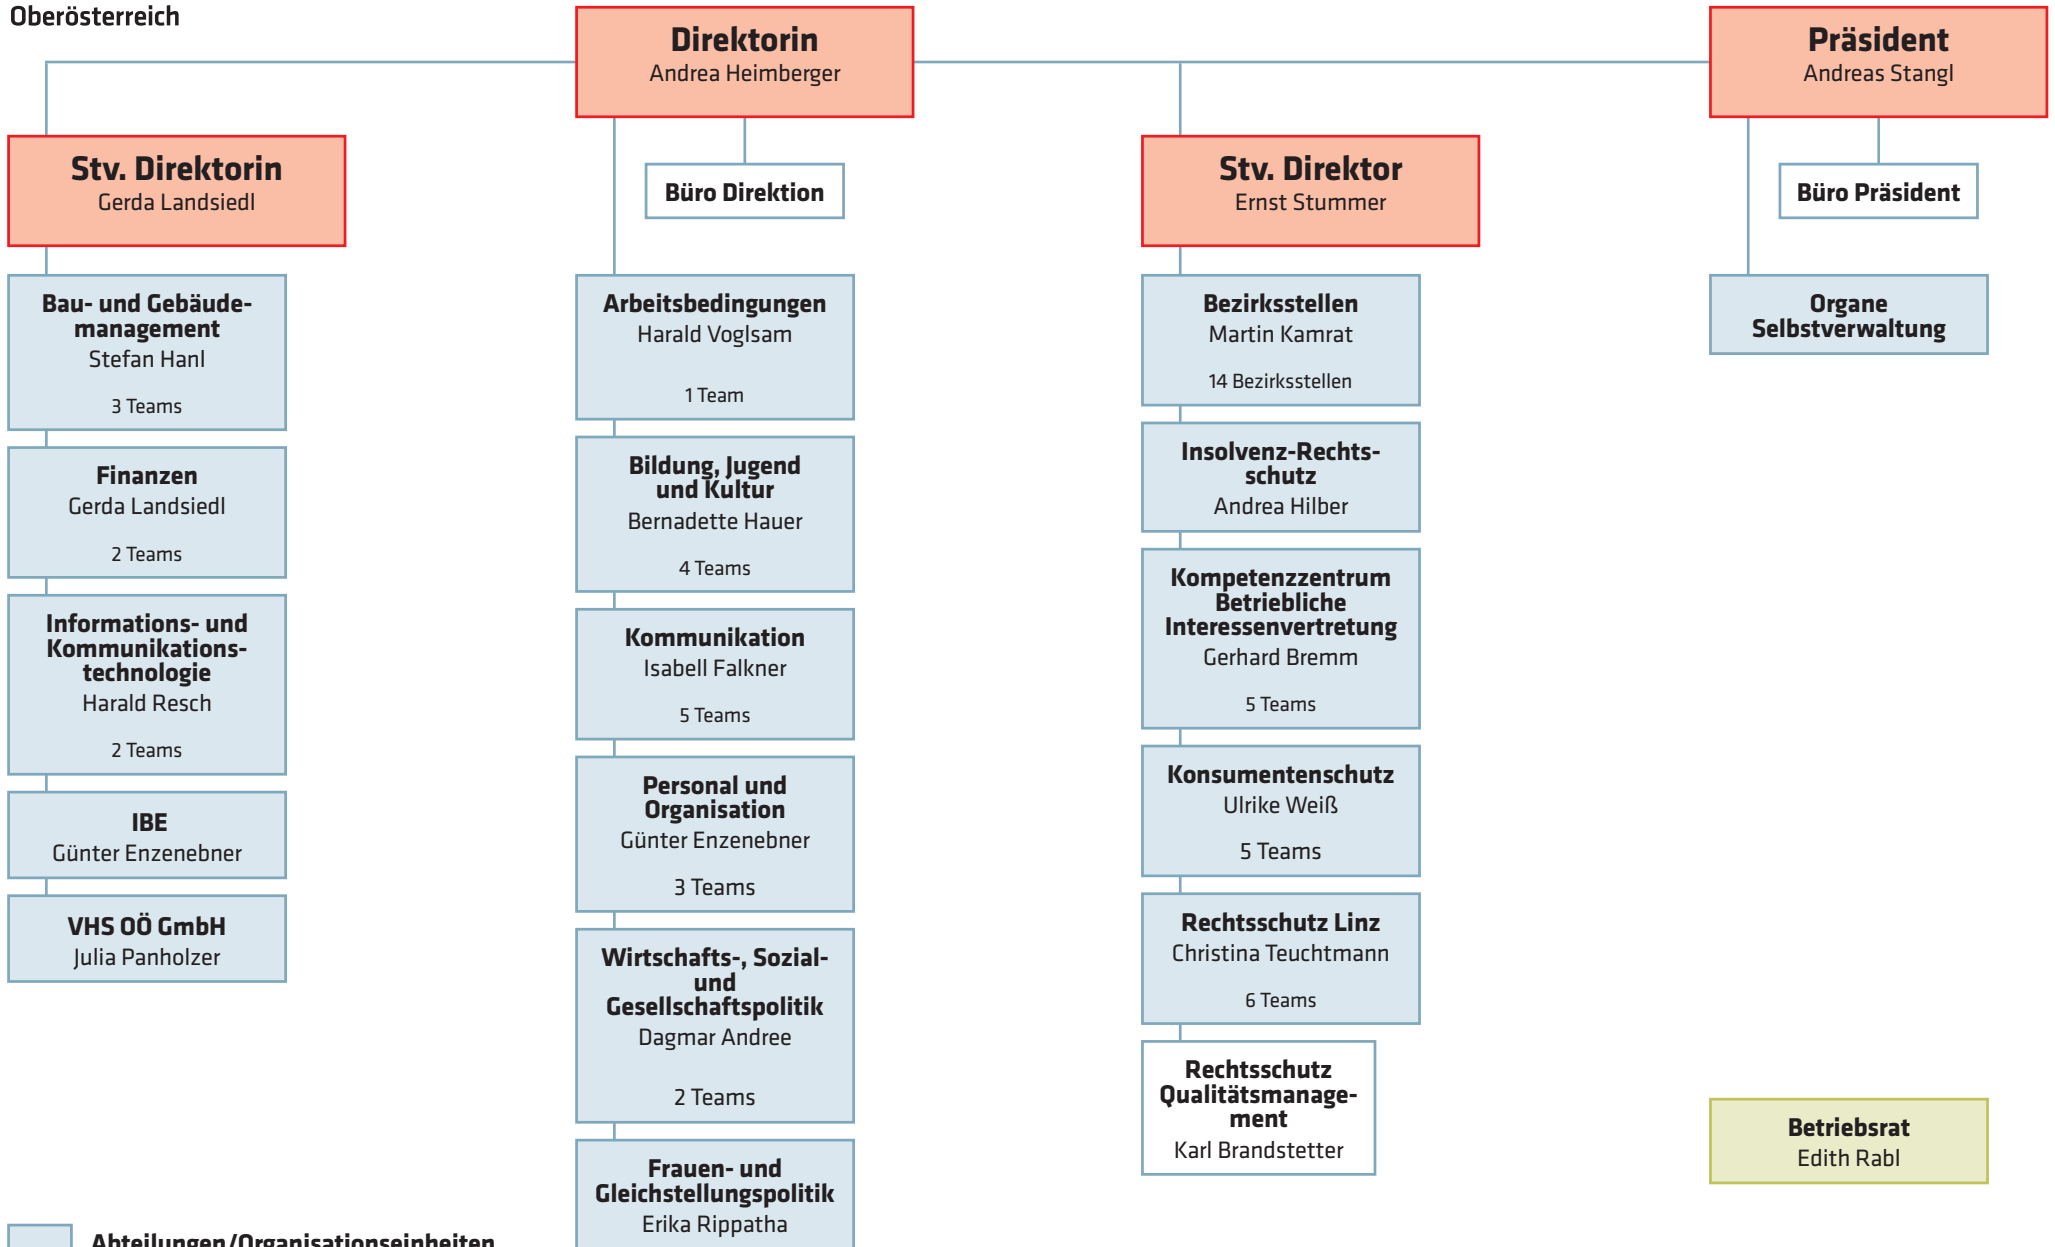 Oberösterreich
Direktorin
Andrea Heimberger
Präsident
Andreas Stangl
Stv. Direktorin
Gerda Landsiedl
Büro Direktion
Stv. Direktor
Ernst Stummer
Büro Präsident
Bau- und Gebäude-
management
Stefan Hanl
3 Teams
Finanzen
Gerda Landsiedl
2 Teams
Informations- und
Kommunikations-
technologie
Harald Resch
2 Teams
IBE
Günter Enzenebner
VHS OÖ GmbH
Julia Panholzer
Arbeitsbedingungen
Harald Voglsam
1 Team
Bildung, Jugend
und Kultur
Bernadette Hauer
4 Teams
Kommunikation
Isabell Falkner
5 Teams
Personal und
Organisation
Günter Enzenebner
3 Teams
Wirtschafts-, Sozial-
und
Gesellschaftspolitik
Dagmar Andree
2 Teams
Frauen- und
Gleichstellungspolitik
Erika Rippatha
Bezirksstellen
Martin Kamrat
14 Bezirksstellen
Insolvenz-Rechts-
schutz
Andrea Hilber
Kompetenzzentrum
Betriebliche
Interessenvertretung
Gerhard Bremm
5 Teams
Konsumentenschutz
Ulrike Weiß
5 Teams
Rechtsschutz Linz
Christina Teuchtmann
6 Teams
Rechtsschutz
Qualitätsmanage-
ment
Karl Brandstetter
Organe
Selbstverwaltung
Betriebsrat
Edith Rabl
Abteilungen/Organisationseinheiten